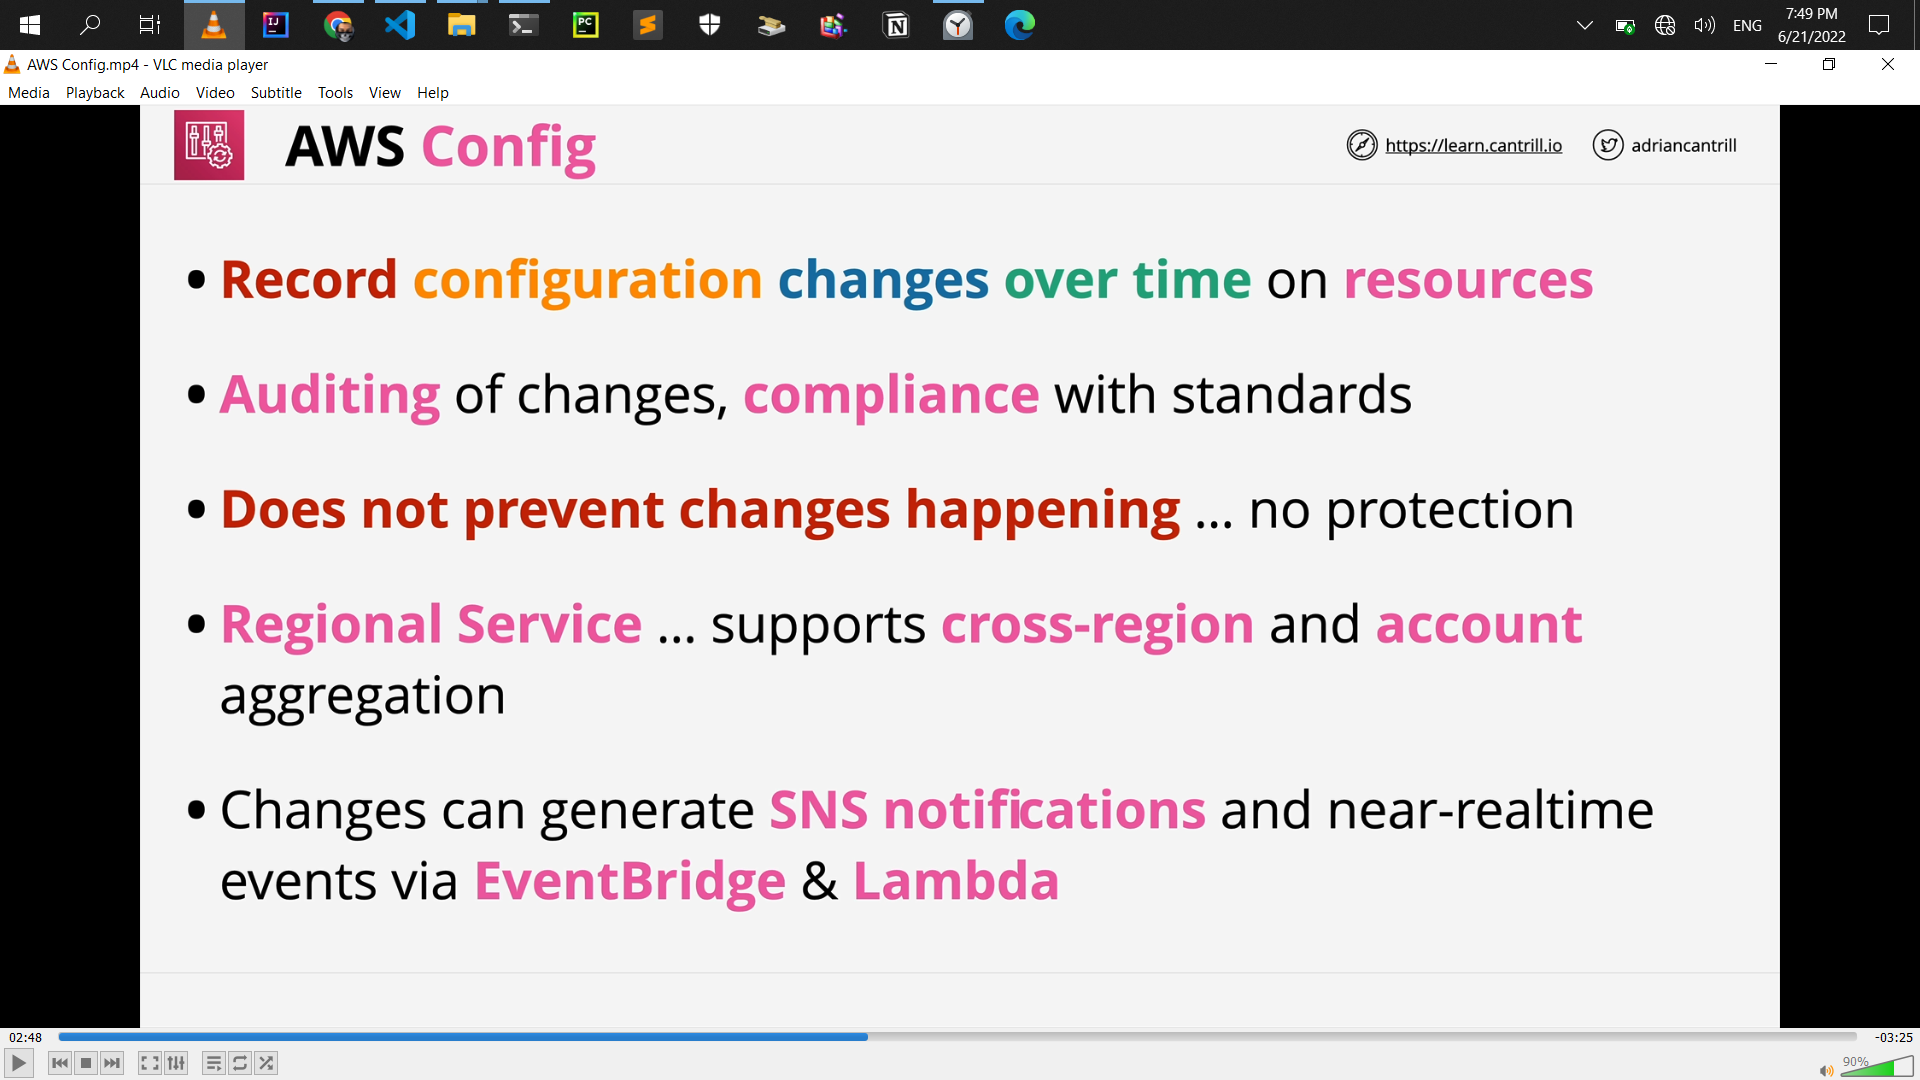 7:49 PM
ENG
6/21/2022
AWS Config.mp4 - VLC media player
Media Playback Audio Video Subtitle Tools View Help
AWS Config
https://learn.cantrill.io
adriancantrill
• Record configuration changes over time on resources
• Auditing of changes, compliance with standards
• Does not prevent changes happening ... no protection
• Regional Service ... supports cross-region and account
aggregation
• Changes can generate SNS notifications and near-realtime
events via EventBridge & Lambda
02:48
-03:25
90%